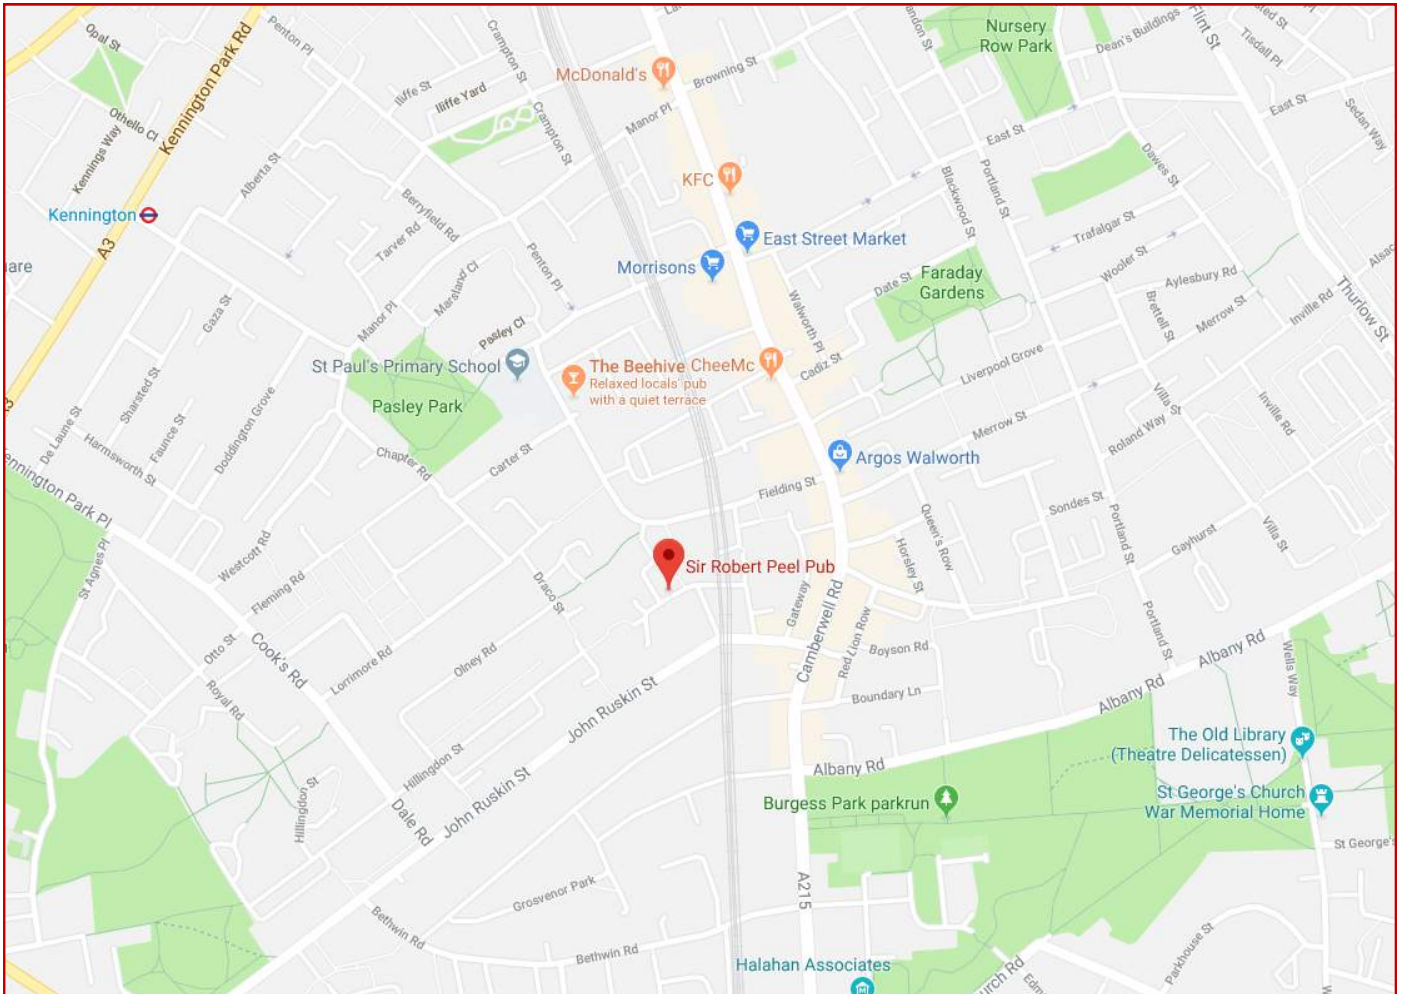 Opal St
Penton Pl
Crampton St
Nursery
Row Park
Dean's Buildings
Flint St
Tisdall Pl
McDonald's
Browning St
Iliffe St
Iliffe Yard
Crampton St
Manor Pl
East St
Sedan Way
Kennington Park Rd
Othello Cl
Kennings Way
Alberta St
East St
Dawes St
KFC
Blackwood St
Portland St
Kennington
A3
Berryfield Rd
Tarver Rd
Penton Pl
East Street Market
Trafalgar St
Morrisons
Marsland Cl
Date St
Faraday
Gardens
Wooler St
Aylesbury Rd
Thurlow St
Gaza St
Manor Pl
Pasley Cl
Walworth Pl
Brettell St
Merrow St
Inville Rd
St Paul's Primary School
The Beehive
Relaxed locals' pub
with a quiet terrace
CheeMc
Cadiz St
Liverpool Grove
Pasley Park
Sharsted St
Faunce St
De Laune St
Harmsworth St
Doddington Grove
Chapter Rd
Carter St
Merrow St
Villa St
Roland Way
Inville Rd
Argos Walworth
Fielding St
Kennington Park Pl
Sondes St
Portland St
Queen's Row
Horsley St
Gayhurst
Villa St
St Agnes Pl
Westcott Rd
Fleming Rd
Draco St
Sir Robert Peel Pub
Gateway
Camberwell Rd
Red Lion Row
Boyson Rd
Portland St
Albany Rd
Wells Way
Otto St
Cook's Rd
Lorrimore Rd
Olney Rd
Royal Rd
John Ruskin St
Boundary Ln
Albany Rd
Hillingdon St
Albany Rd
The Old Library
(Theatre Delicatessen)
Hillingdon St
Dale Rd
John Ruskin St
Burgess Park parkrun
St George's Church
War Memorial Home
St George's
A215
Grosvenor Park
Bethwin Rd
Bethwin Rd
Halahan Associates
Parkhouse St